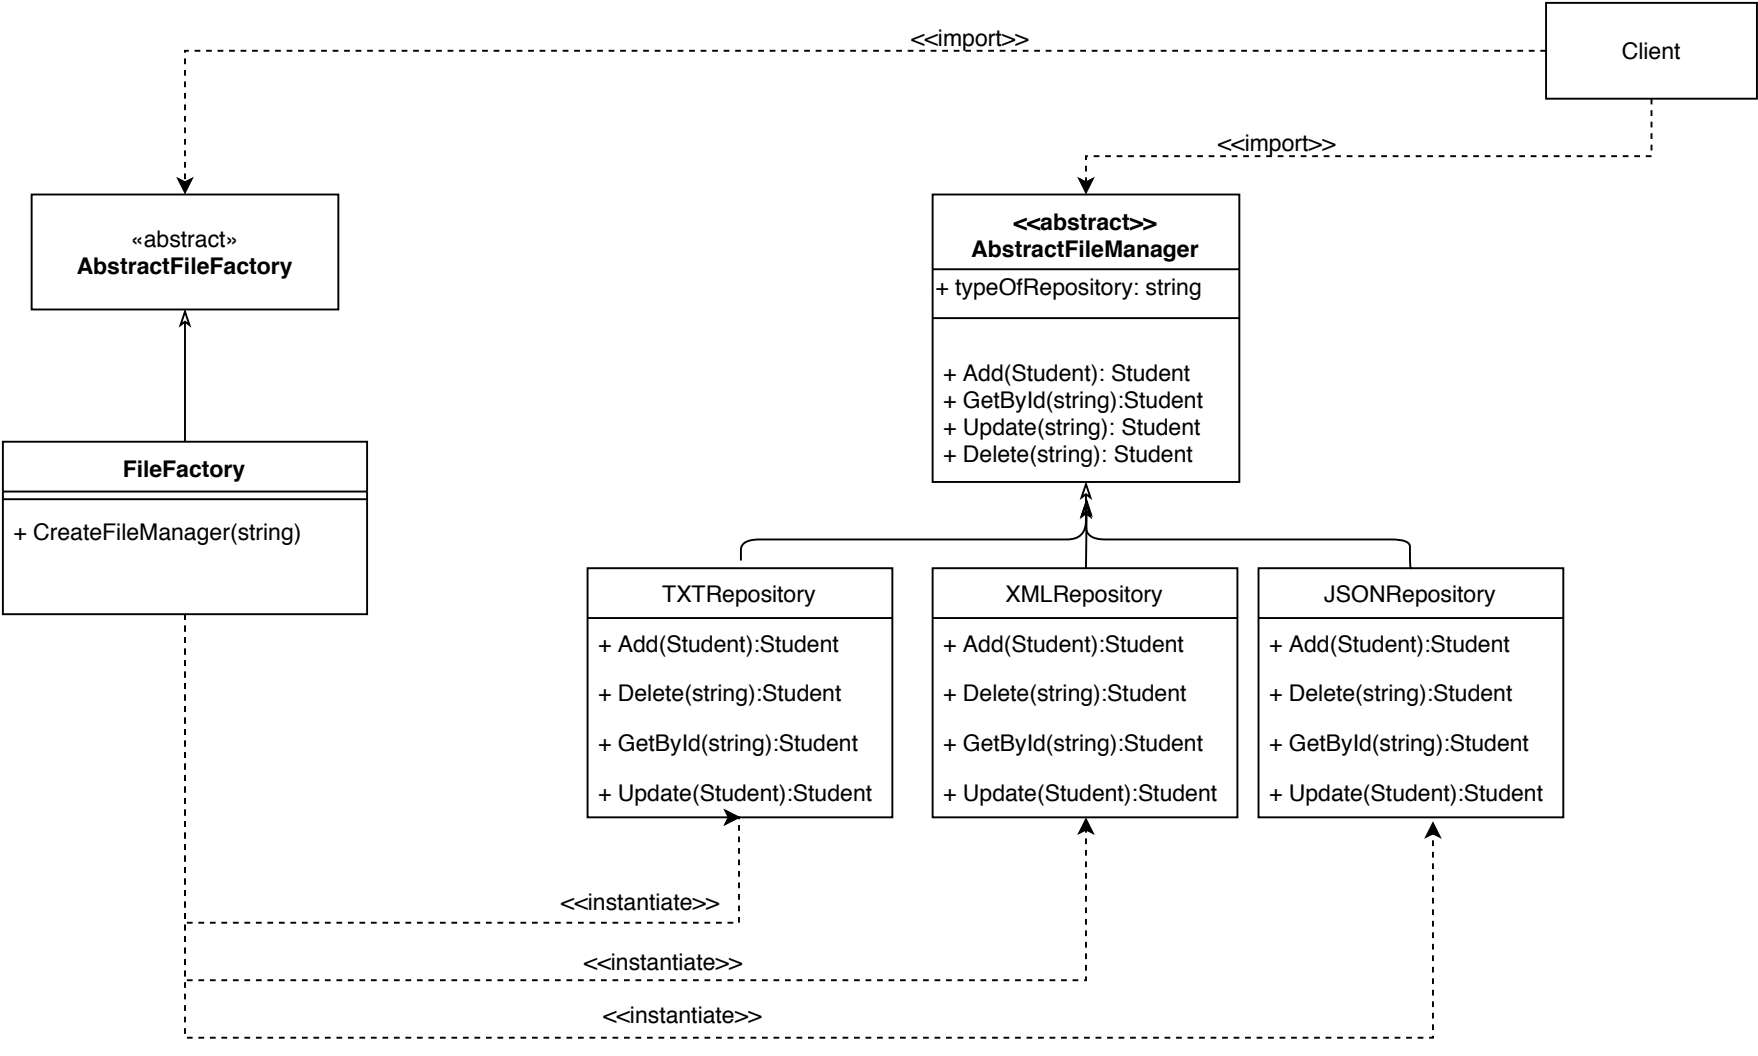 <<import>>
Client
<<import>>
«abstract»
AbstractFileFactory
<<abstract>>
AbstractFileManager
+ typeOfRepository: string
+ Add(Student): Student
+ GetById(string):Student
+ Update(string): Student
+ Delete(string): Student
FileFactory
+ CreateFileManager(string)
TXTRepository
+ Add(Student):Student
+ Delete(string):Student
+ GetById(string):Student
+ Update(Student):Student
XMLRepository
+ Add(Student):Student
+ Delete(string):Student
+ GetById(string):Student
+ Update(Student):Student
JSONRepository
+ Add(Student):Student
+ Delete(string):Student
+ GetById(string):Student
+ Update(Student):Student
<<instantiate>>
<<instantiate>>
<<instantiate>>